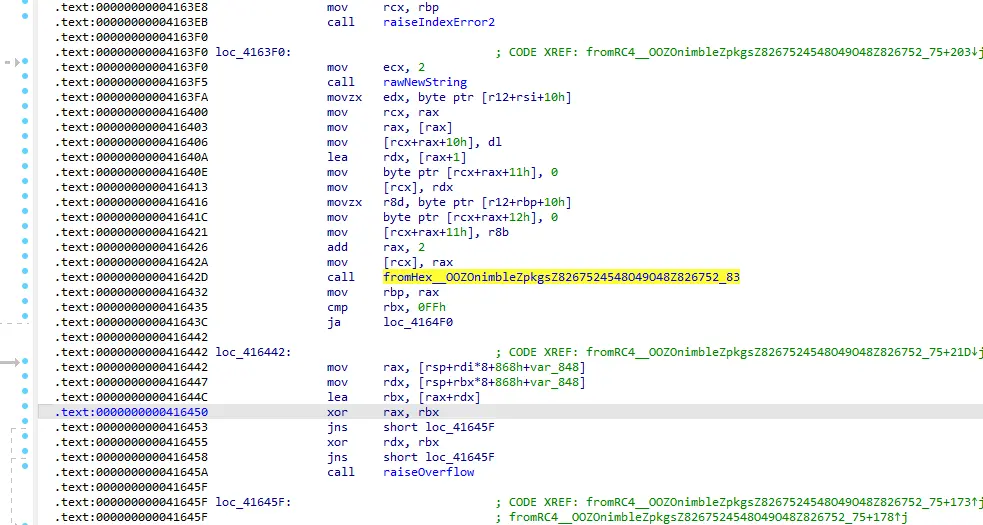 .text:00000000004163E8 mov rcx, rbp
.text:00000000004163EB call raiseIndexError2
.text:00000000004163F0
.text:00000000004163F0 loc_4163F0: ; CODE XREF: fromRC4__OOZOnimbleZpkgsZ8267524548O49O48Z826752_75+203↓j
.text:00000000004163F0 mov ecx, 2
.text:00000000004163F5 call rawNewString
.text:00000000004163FA movzx edx, byte ptr [r12+rsi+10h]
.text:0000000000416400 mov rcx, rax
.text:0000000000416403 mov rax, [rax]
.text:0000000000416406 mov [rcx+rax+10h], dl
.text:000000000041640A lea rdx, [rax+1]
.text:000000000041640E mov byte ptr [rcx+rax+11h], 0
.text:0000000000416413 mov [rcx], rdx
.text:0000000000416416 movzx r8d, byte ptr [r12+rbp+10h]
.text:000000000041641C mov byte ptr [rcx+rax+12h], 0
.text:0000000000416421 mov [rcx+rax+11h], r8b
.text:0000000000416426 add rax, 2
.text:000000000041642A mov [rcx], rax
.text:000000000041642D call fromHex__OOZOnimbleZpkgsZ8267524548O49O48Z826752_83
.text:0000000000416432 mov rbp, rax
.text:0000000000416435 cmp rbx, 0FFh
.text:000000000041643C ja loc_4164F0
.text:0000000000416442
.text:0000000000416442 loc_416442: ; CODE XREF: fromRC4__OOZOnimbleZpkgsZ8267524548O49O48Z826752_75+21D↓j
.text:0000000000416442 mov rax, [rsp+rdi*8+868h+var_848]
.text:0000000000416447 mov rdx, [rsp+rbx*8+868h+var_848]
.text:000000000041644C lea rbx, [rax+rdx]
.text:0000000000416450 xor rax, rbx
.text:0000000000416453 jns short loc_41645F
.text:0000000000416455 xor rdx, rbx
.text:0000000000416458 jns short loc_41645F
.text:000000000041645A call raiseOverflow
.text:000000000041645F
.text:000000000041645F loc_41645F: ; CODE XREF: fromRC4__OOZOnimbleZpkgsZ8267524548O49O48Z826752_75+173↑j
.text:000000000041645F ; fromRC4__OOZOnimbleZpkgsZ8267524548O49O48Z826752_75+178↑j